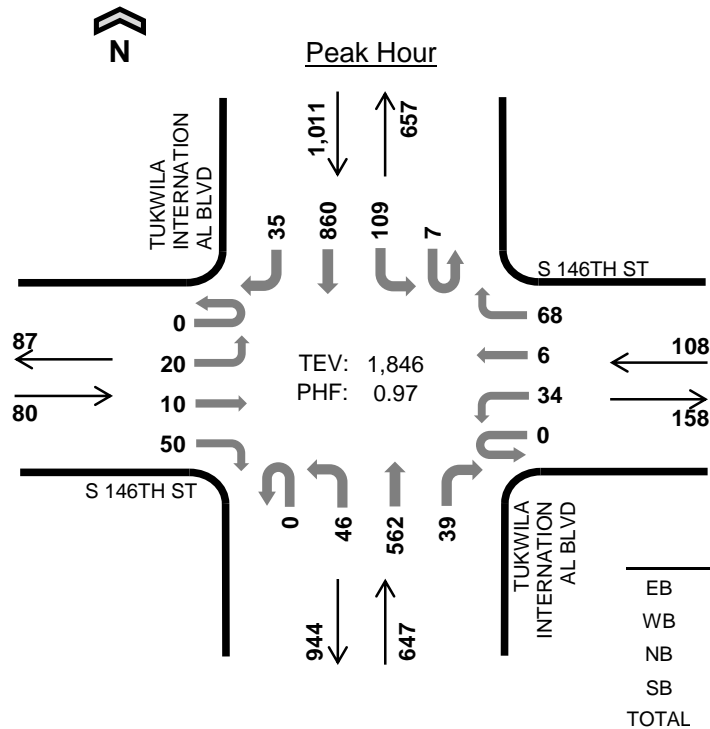 N
Peak Hour
1,011
657
TUKWILA
INTERNATION
AL BLVD
35
860
109
7
S 146TH ST
0
68
87
20
TEV: 1,846
6
108
80
10
PHF: 0.97
34
158
50
0
S 146TH ST
0
46
562
39
TUKWILA
INTERNATION
AL BLVD
944
647
EB
WB
NB
SB
TOTAL